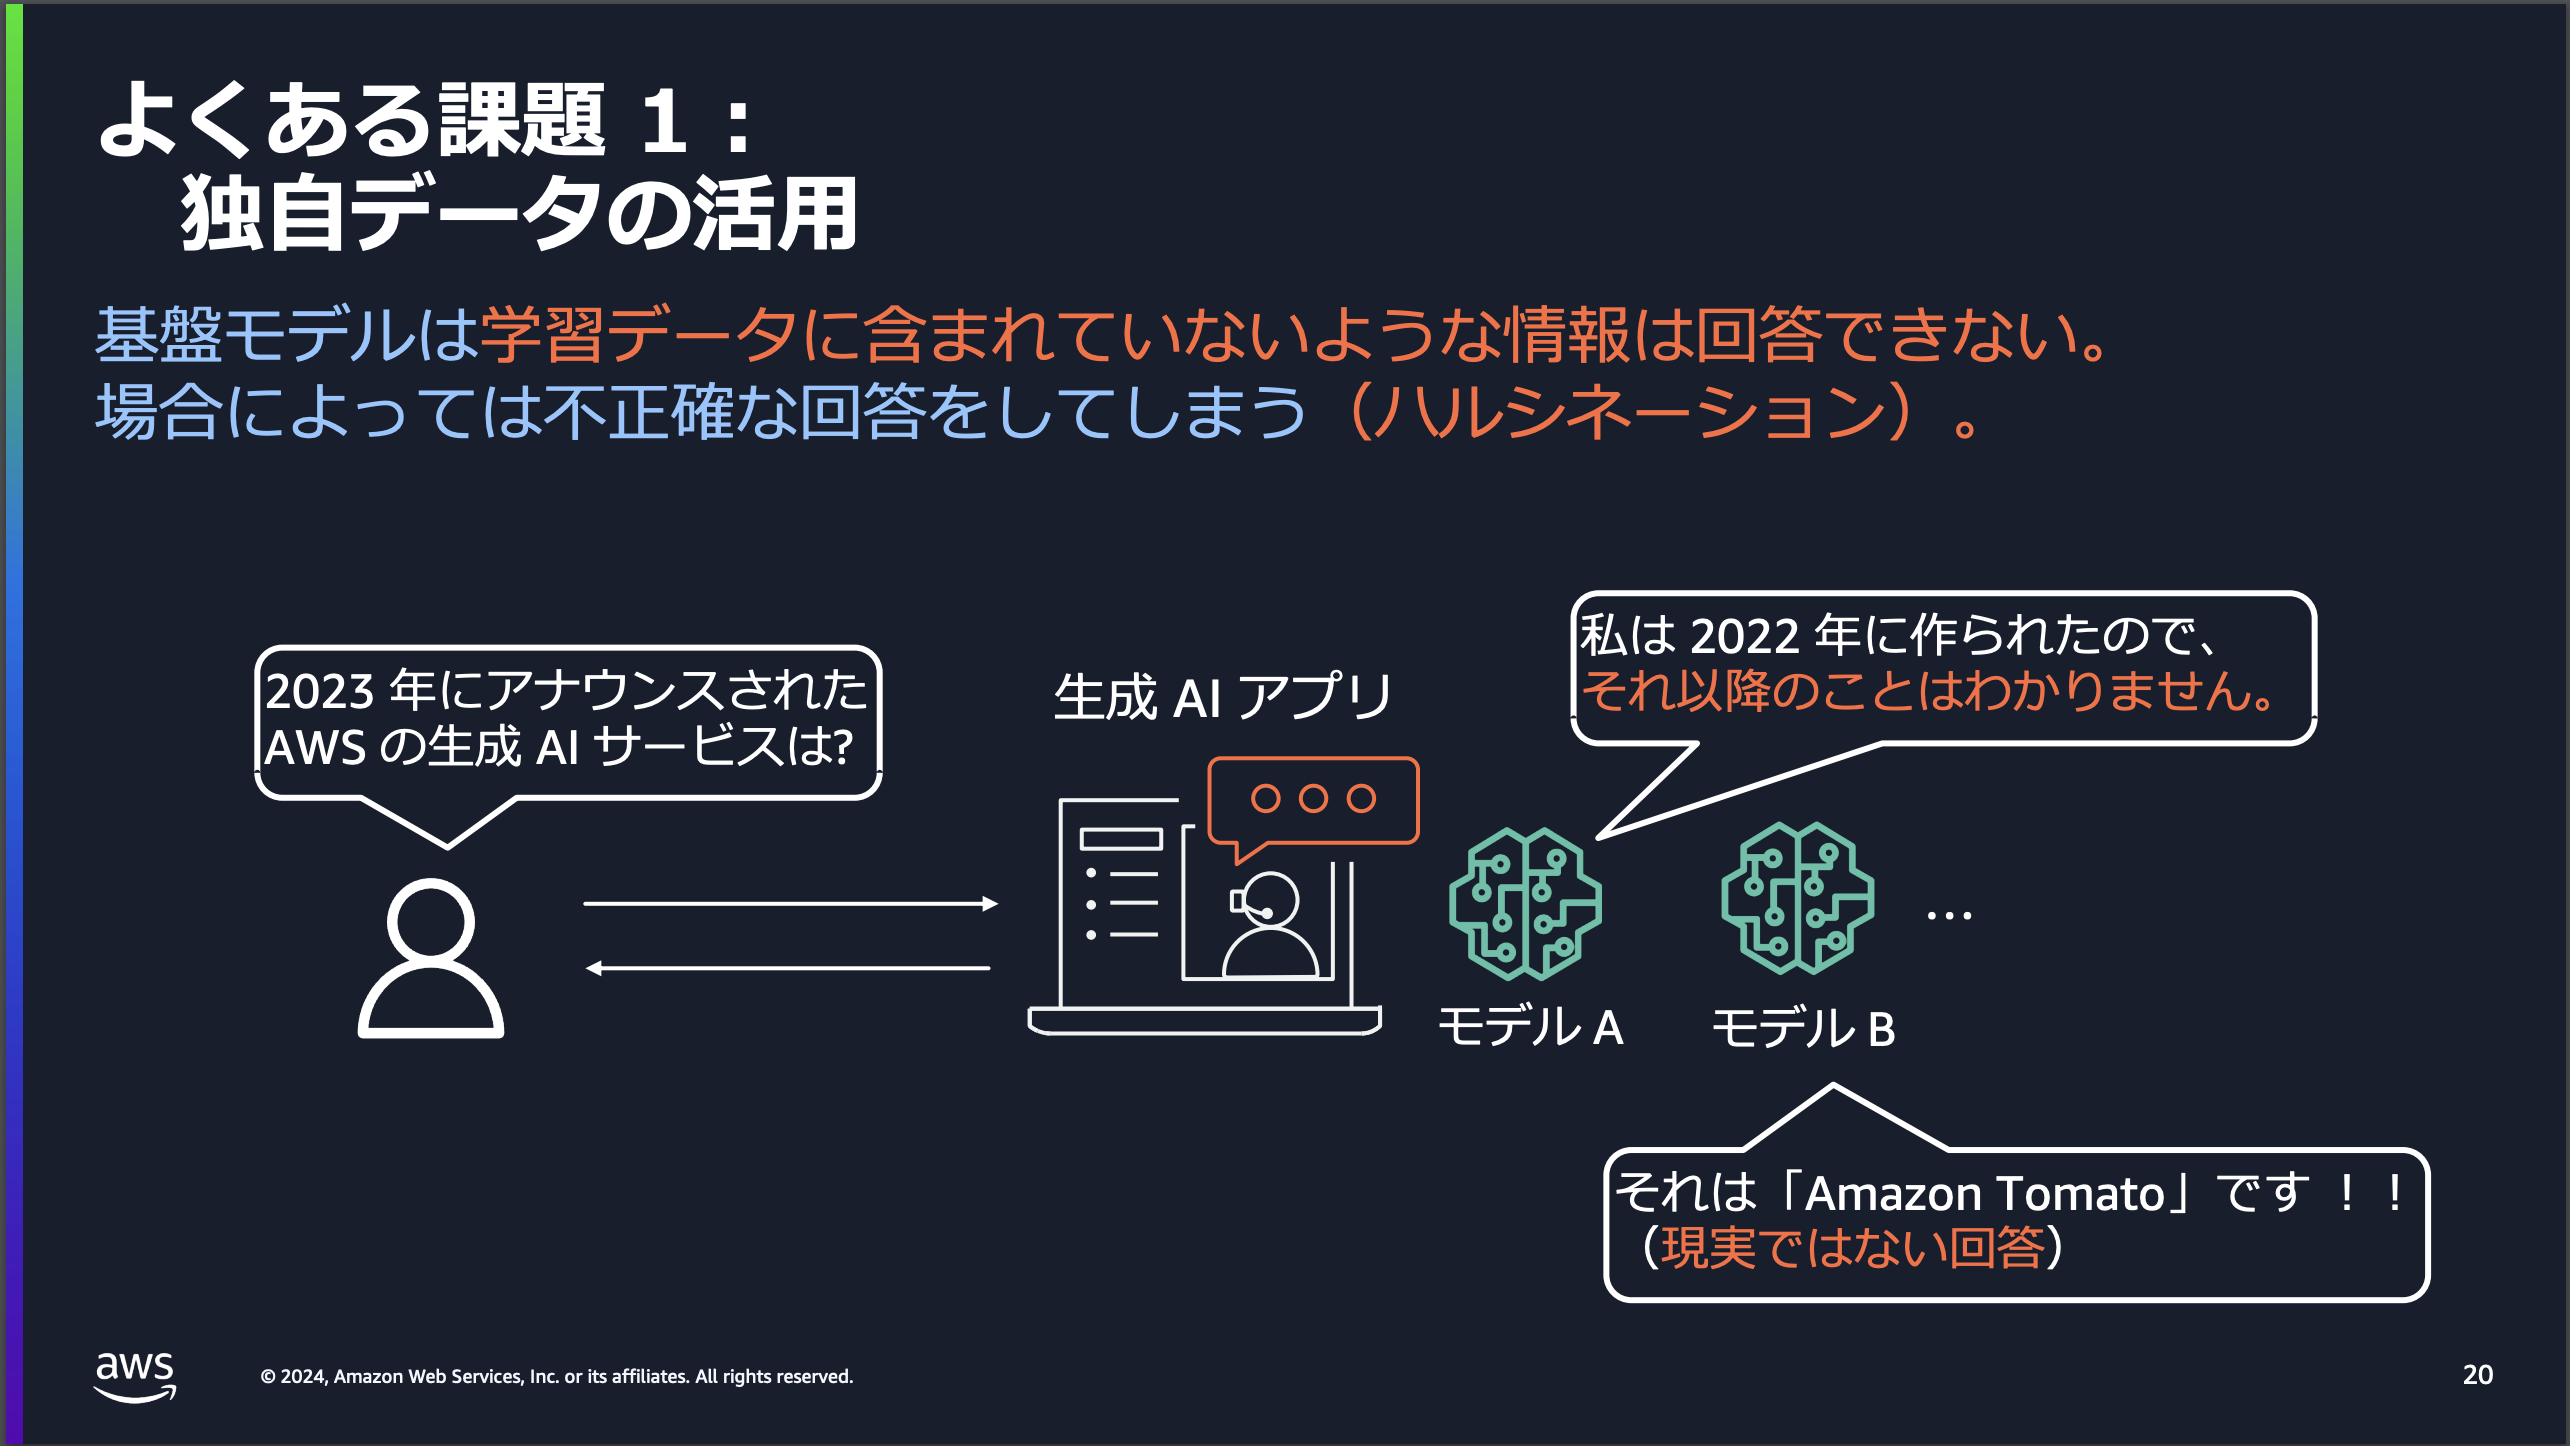 よくある課題 1：
独自データの活用
基盤モデルは学習データに含まれていないような情報は回答できない。
場合によっては不正確な回答をしてしまう（ハルシネーション）。
2023 年にアナウンスされた
AWS の生成 AI サービスは?
生成 AI アプリ
私は 2022 年に作られたので、
それ以降のことはわかりません。
モデル A
モデル B
…
それは「Amazon Tomato」です ！！
（現実ではない回答）
aws
© 2024, Amazon Web Services, Inc. or its affiliates. All rights reserved.
20